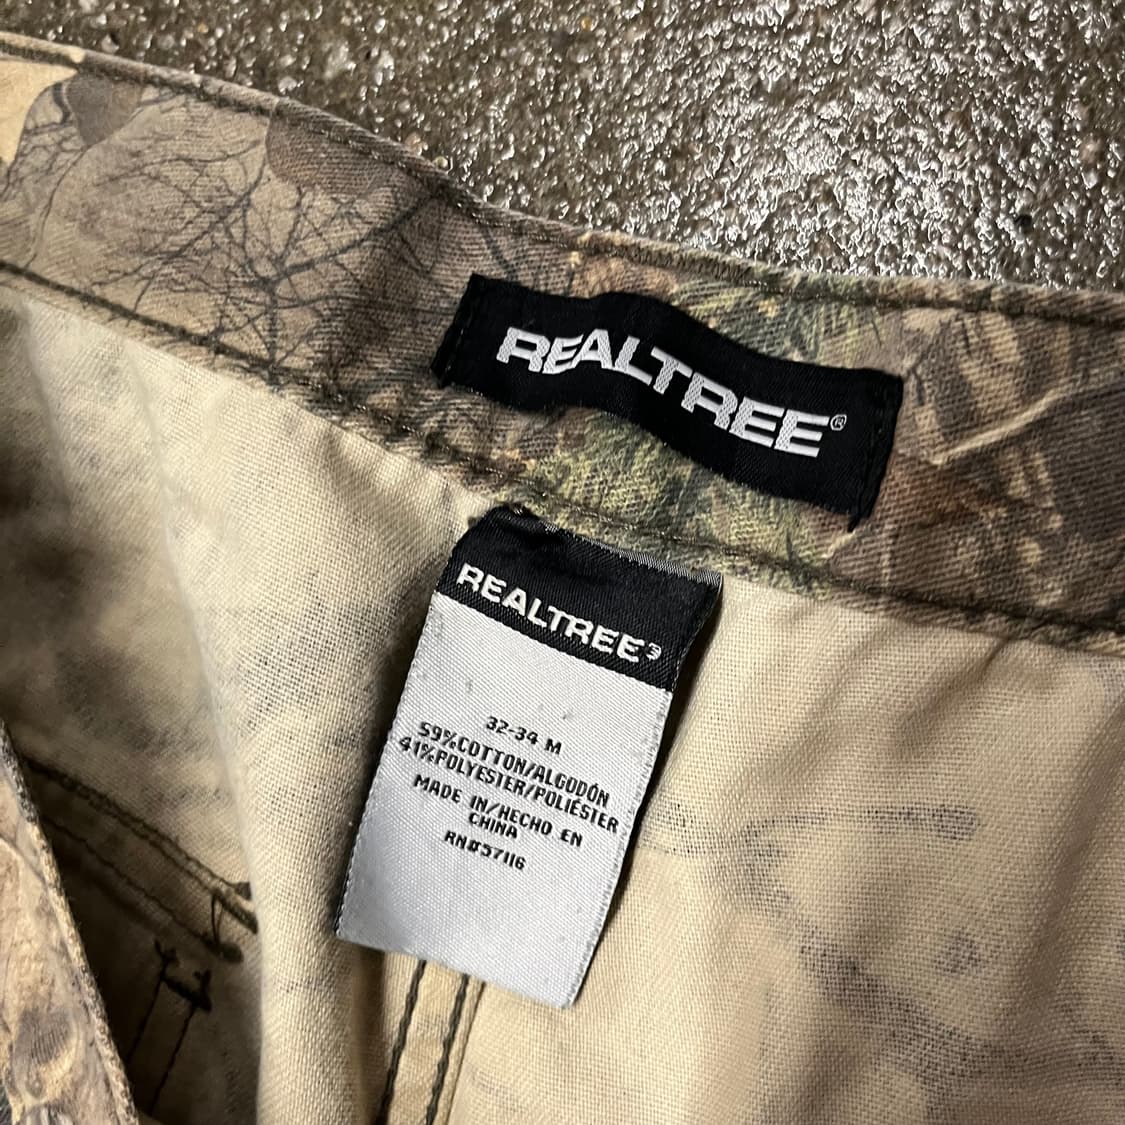 REALTREE®
REALTREE®
32-34 M
59%COTTON/ALGODÓN
41%POLYESTER/POLIÉSTER
MADE IN/HECHO EN
CHINA
RN#57116